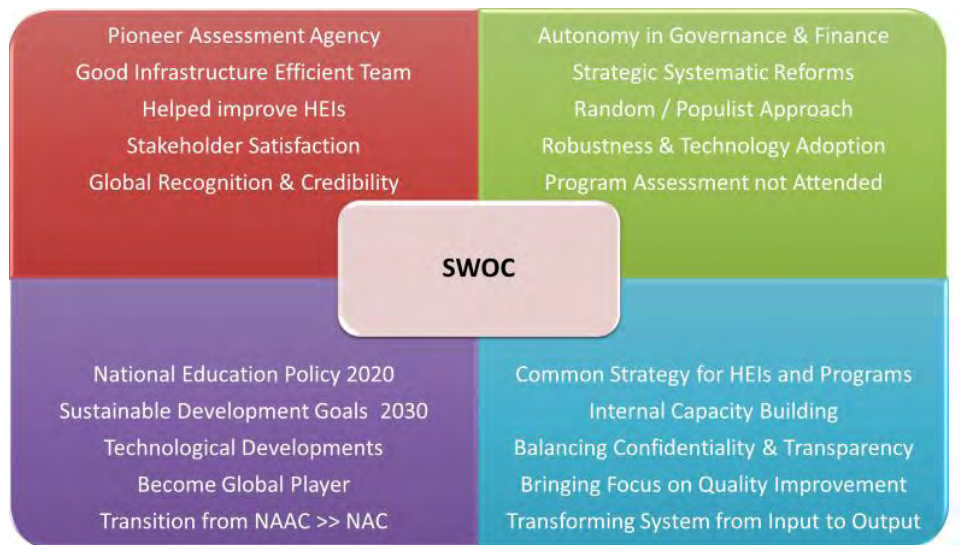 Pioneer Assessment Agency
Good Infrastructure Efficient Team
Helped improve HEIs
Stakeholder Satisfaction
Global Recognition & Credibility
Autonomy in Governance & Finance
Strategic Systematic Reforms
Random / Populist Approach
Robustness & Technology Adoption
Program Assessment not Attended
SWOC
National Education Policy 2020
Sustainable Development Goals 2030
Technological Developments
Become Global Player
Transition from NAAC >> NAC
Common Strategy for HEIs and Programs
Internal Capacity Building
Balancing Confidentiality & Transparency
Bringing Focus on Quality Improvement
Transforming System from Input to Output